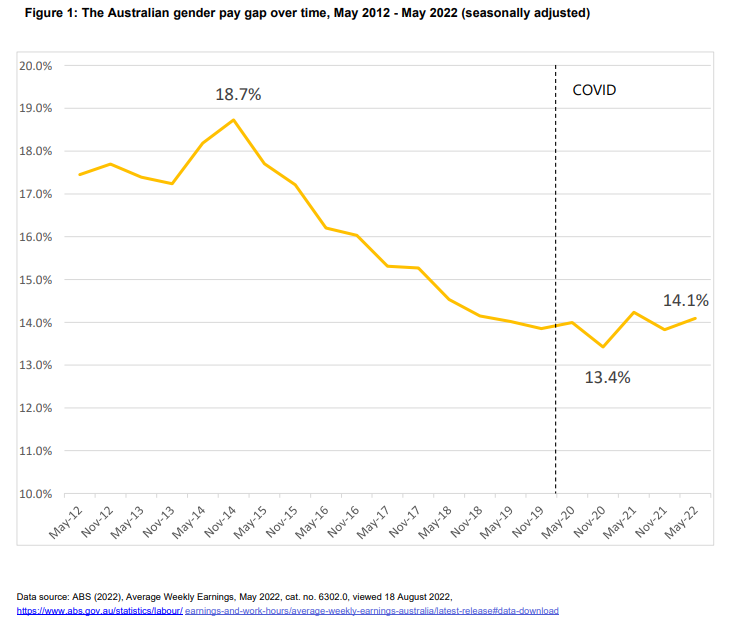 Figure 1: The Australian gender pay gap over time, May 2012 - May 2022 (seasonally adjusted)
20.0%
19.0%
18.0%
17.0%
16.0%
15.0%
14.0%
13.0%
12.0%
11.0%
10.0%
18.7%
COVID
14.1%
13.4%
May-12
Nov-12
May-13
Nov-13
May-14
Nov-14
May-15
Nov-15
May-16
Nov-16
May-17
Nov-17
May-18
Nov-18
May-19
Nov-19
May-20
Nov-20
May-21
Nov-21
May-22
Data source: ABS (2022), Average Weekly Earnings, May 2022, cat. no. 6302.0, viewed 18 August 2022,
https://www.abs.gov.au/statistics/labour/ earnings-and-work-hours/average-weekly-earnings-australia/latest-release#data-download